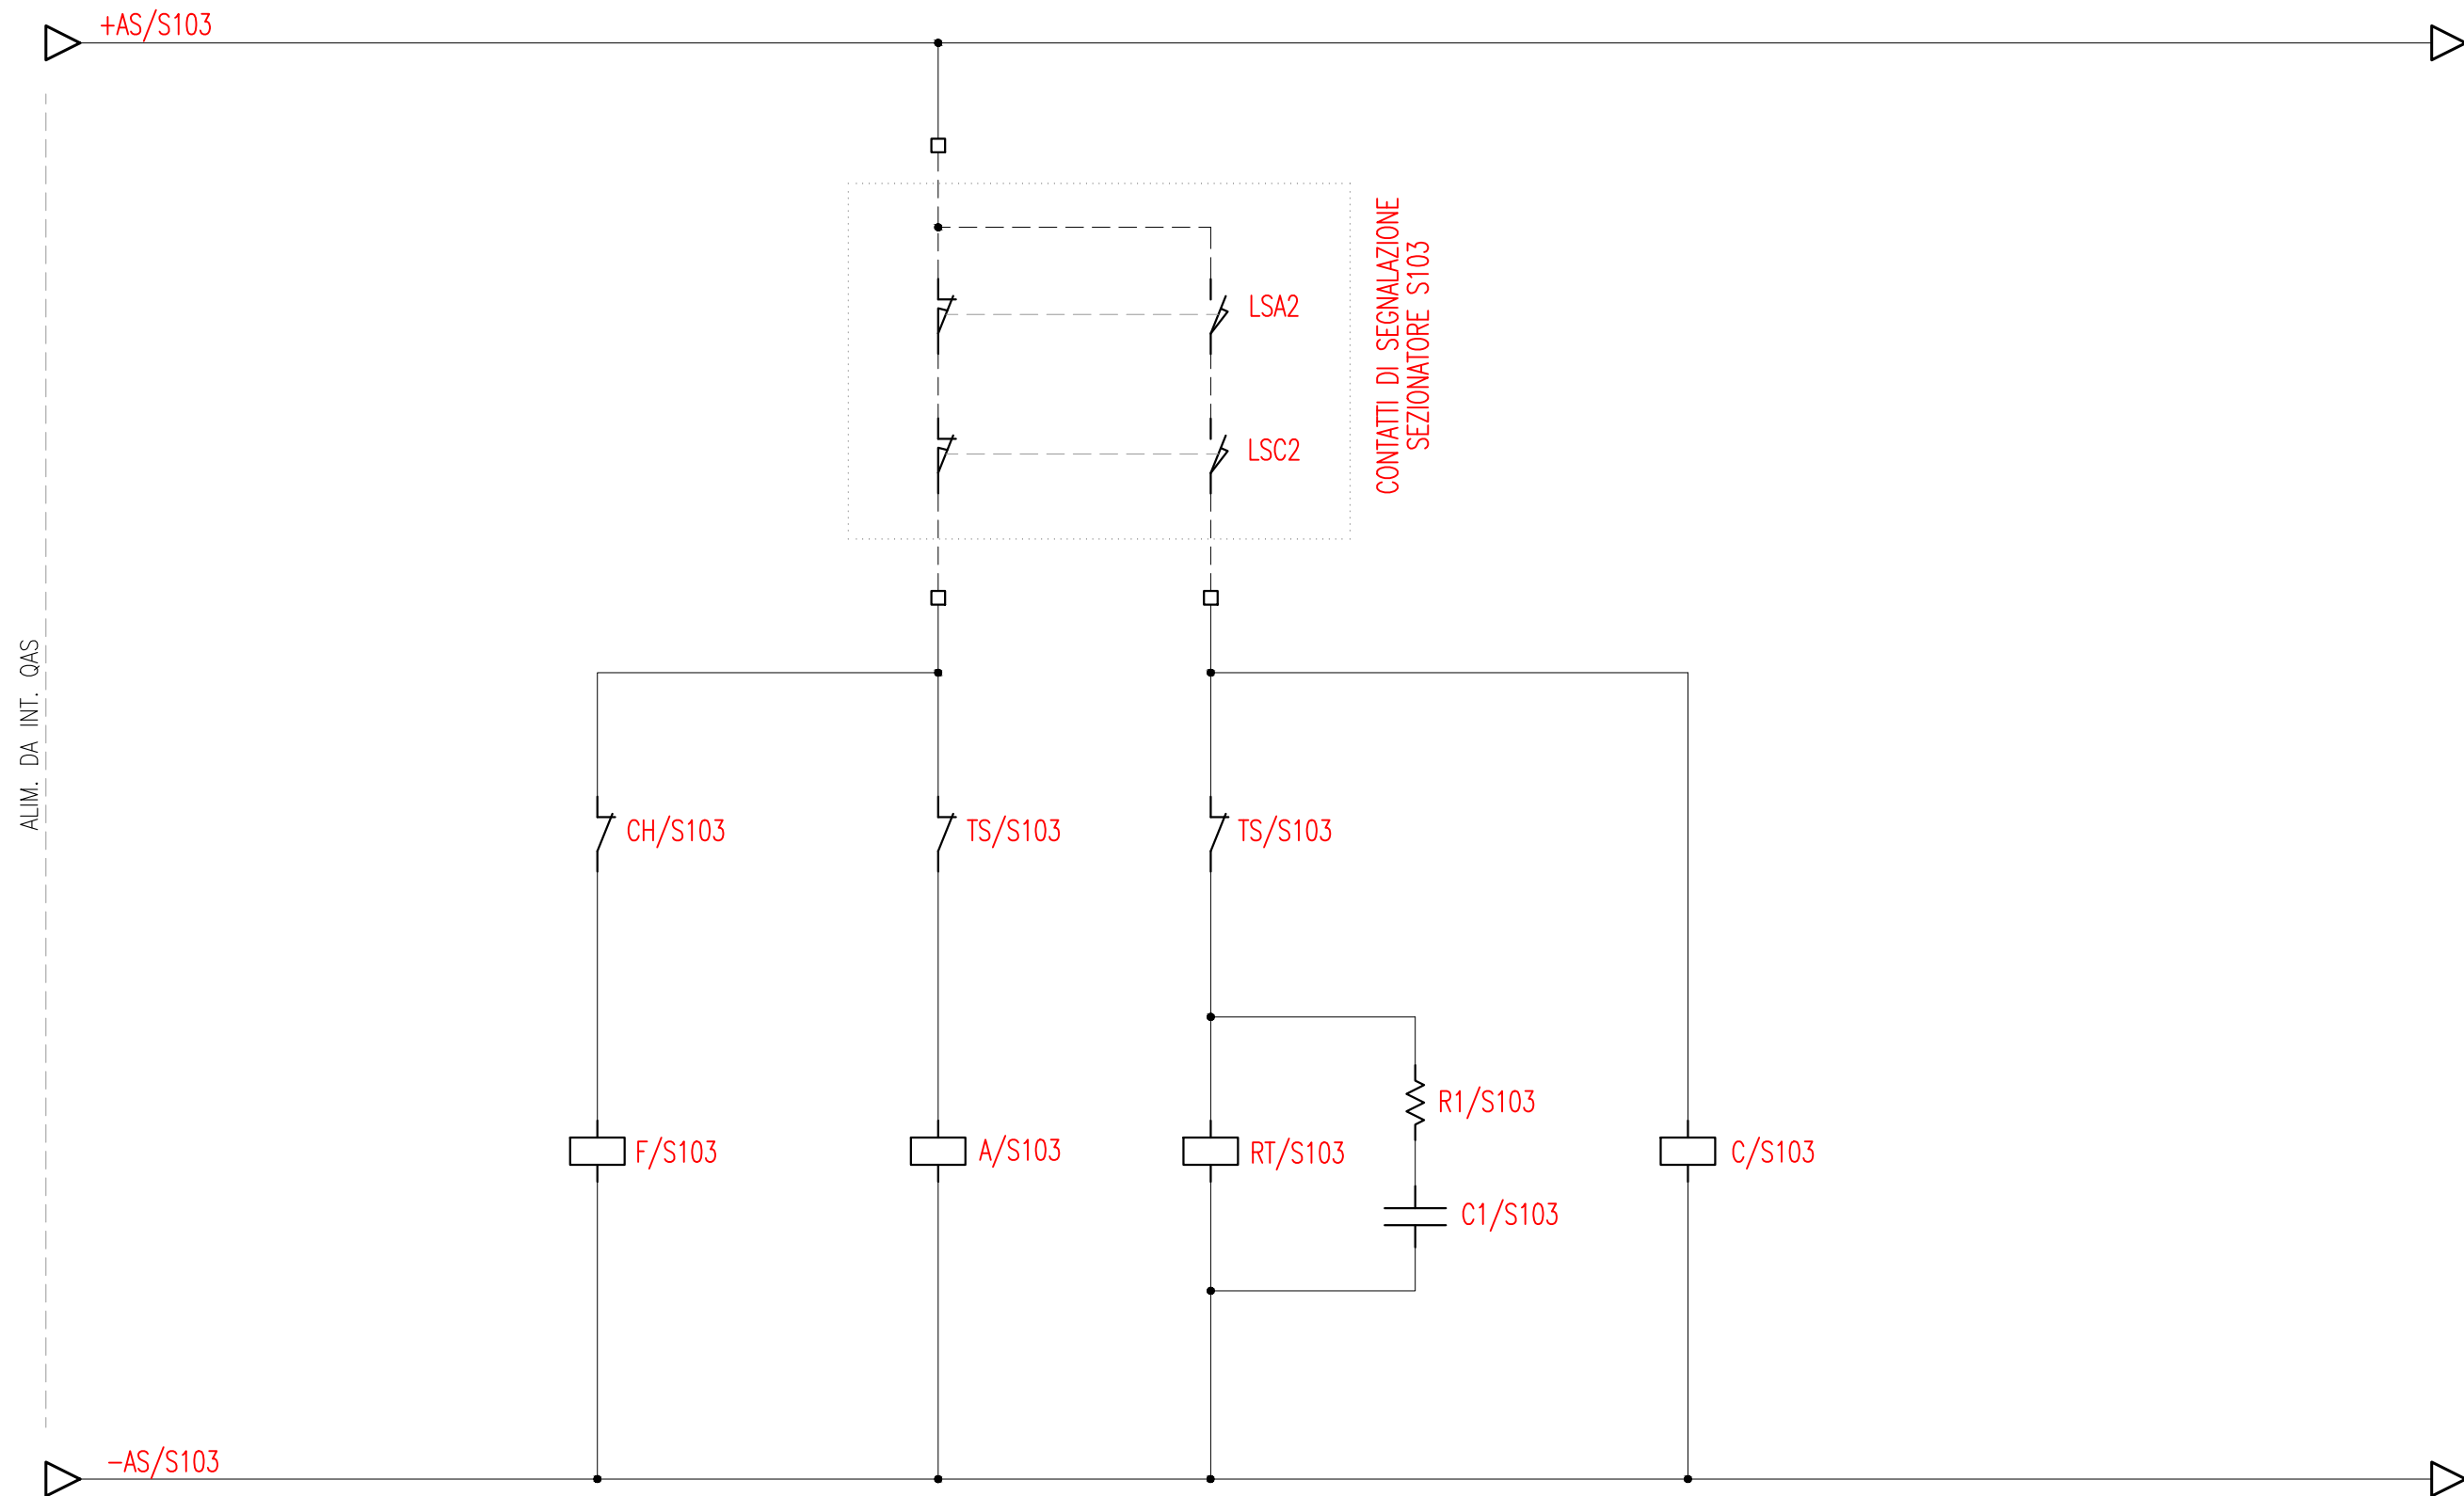 +AS/S103
LSA2
LSC2
CONTATTI DI SEGNALAZIONE
SEZIONATORE S103
ALIM. DA INT. QAS
CH/S103
TS/S103
TS/S103
R1/S103
F/S103
A/S103
RT/S103
C/S103
C1/S103
-AS/S103